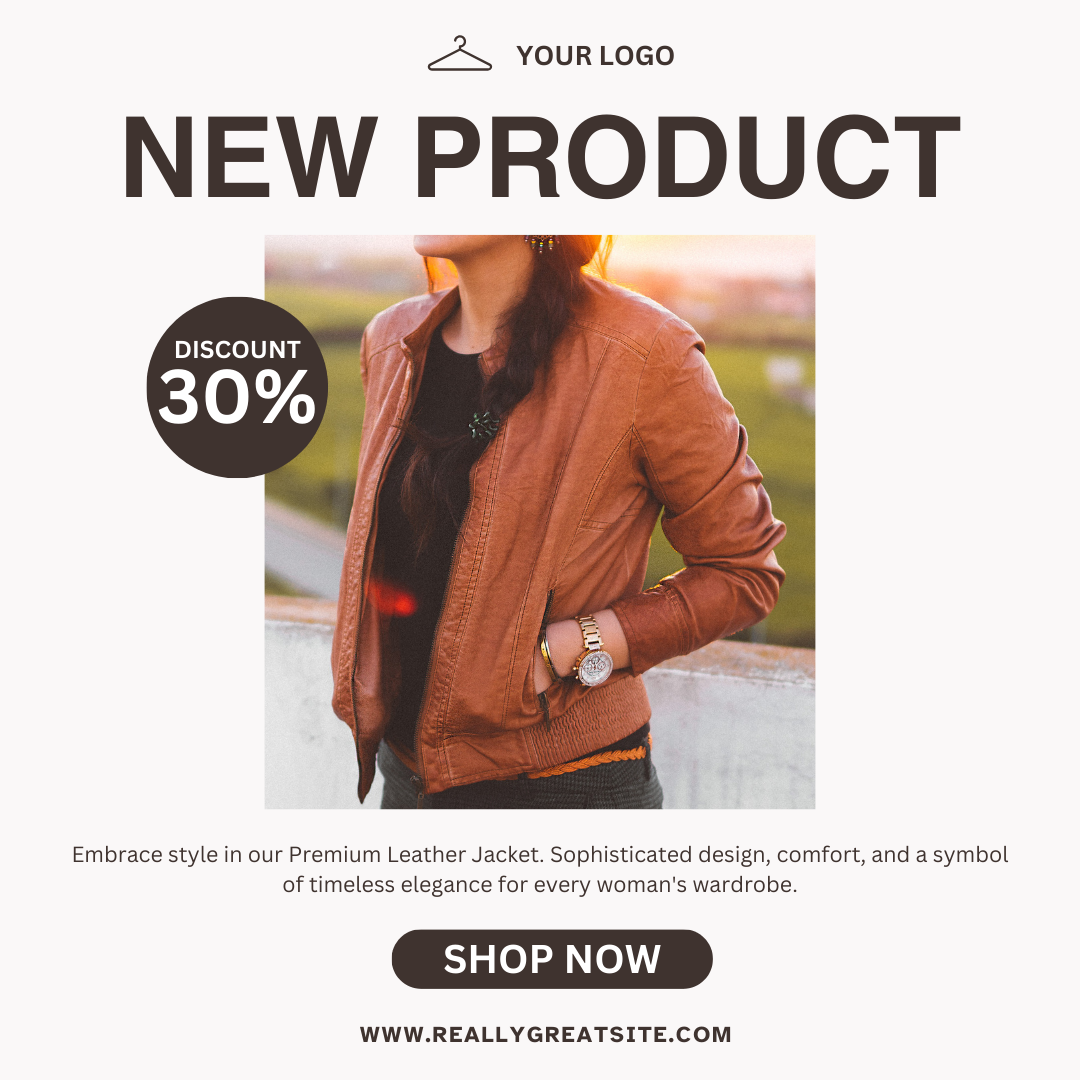 YOUR LOGO
NEW PRODUCT
DISCOUNT
30%
Embrace style in our Premium Leather Jacket. Sophisticated design, comfort, and a symbol
of timeless elegance for every woman's wardrobe.
SHOP NOW
WWW.REALLYGREATSITE.COM